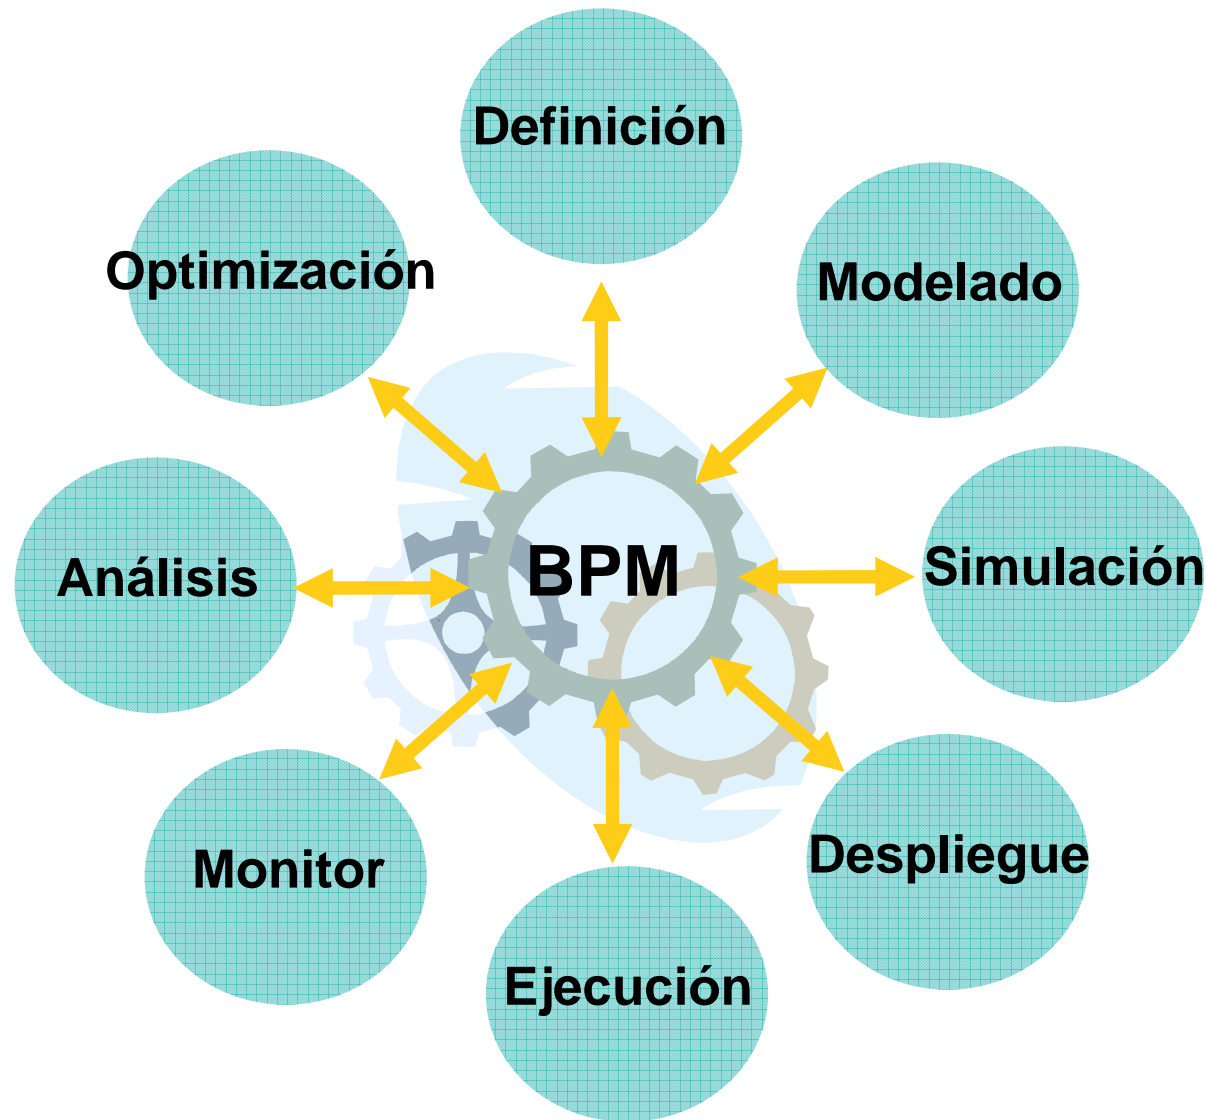 Definición
Optimización
Modelado
BPM
Análisis
Simulación
Monitor
Despliegue
Ejecución